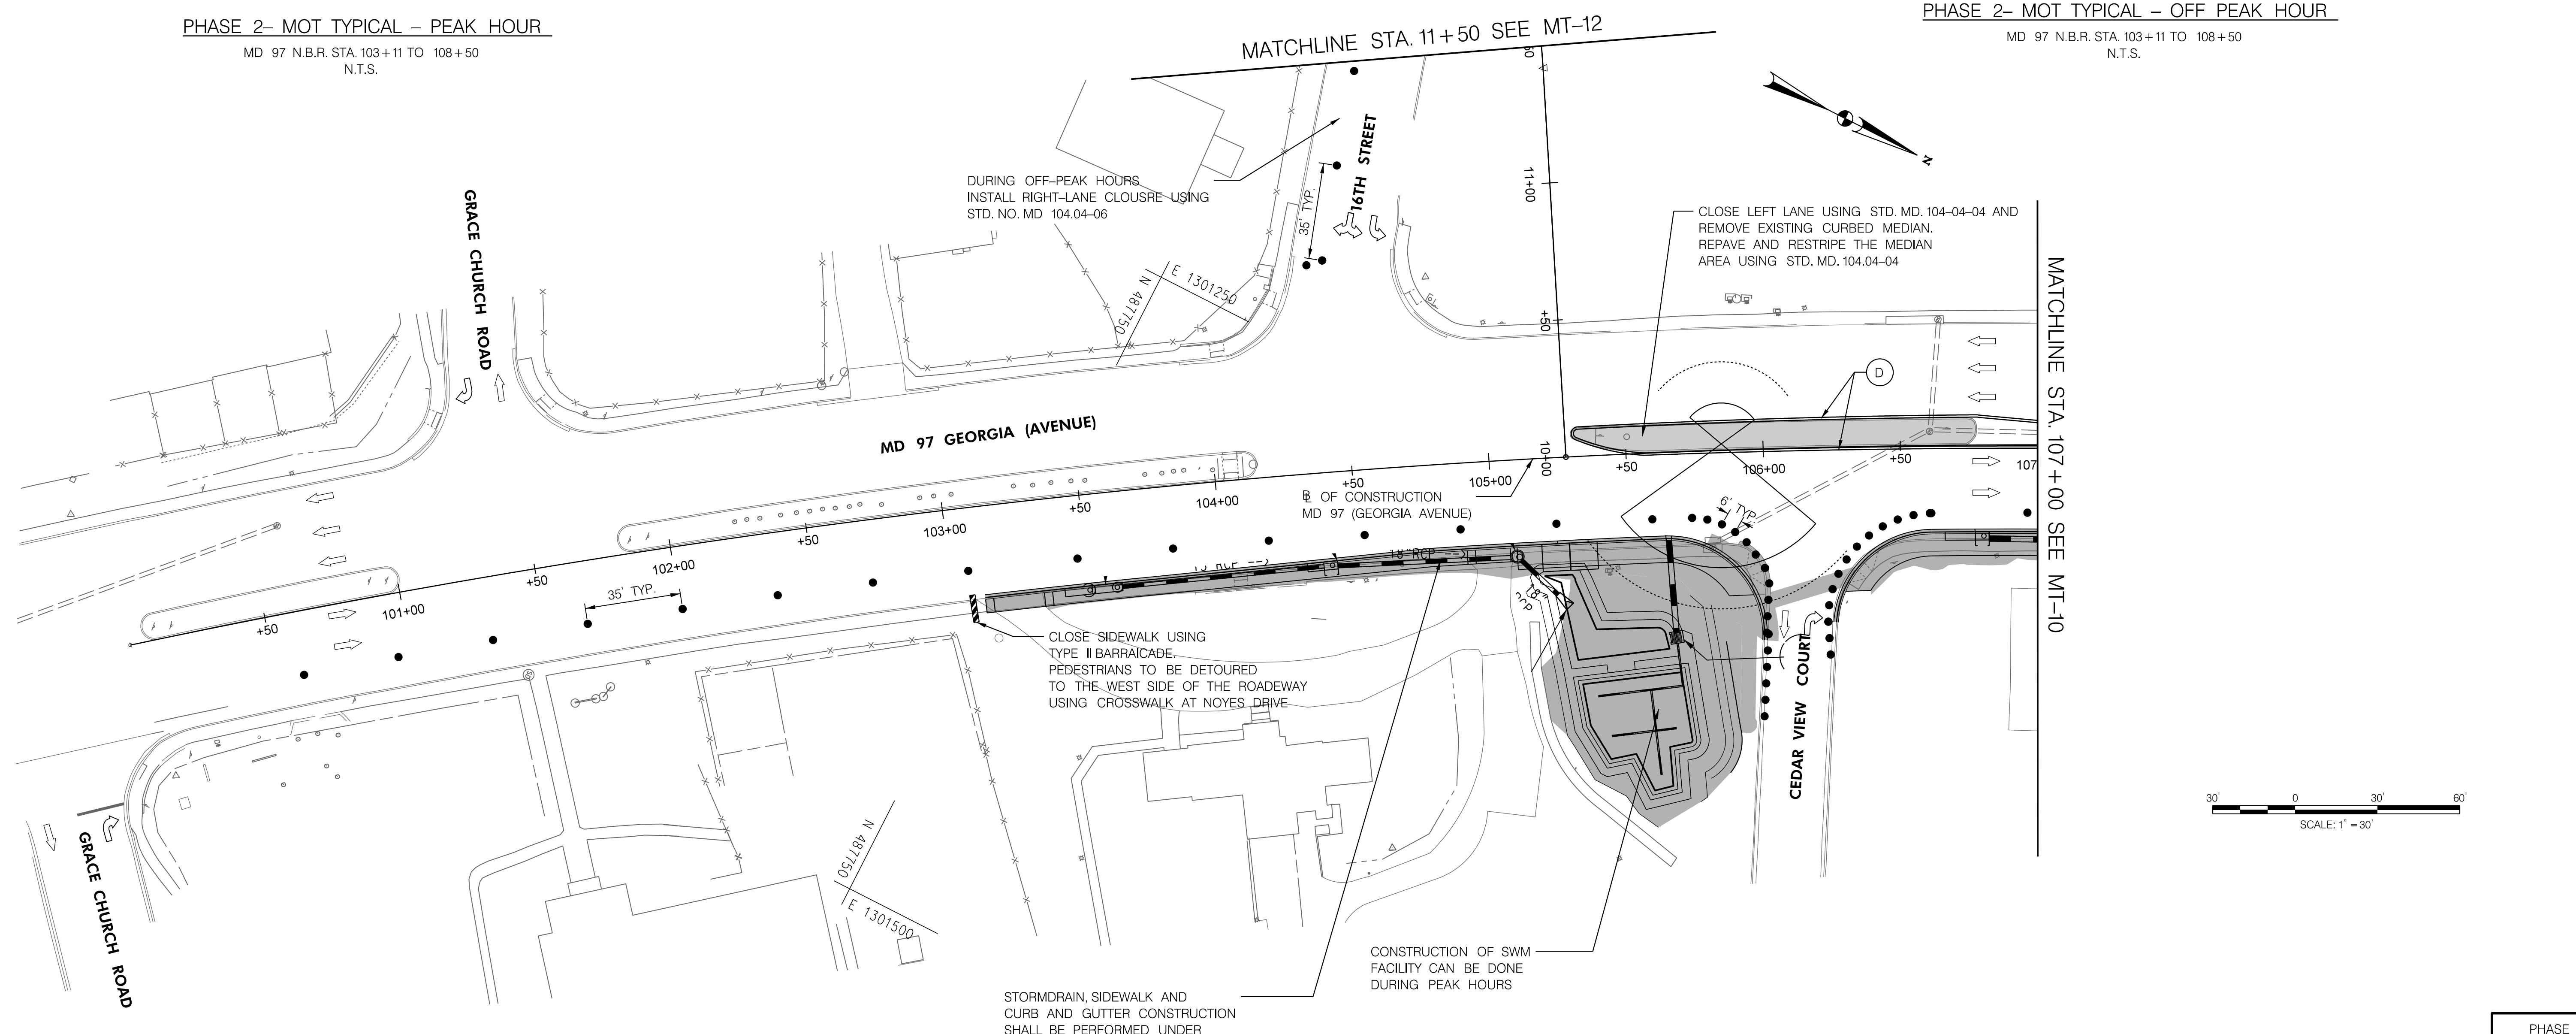 PHASE 2– MOT TYPICAL – PEAK HOUR
MD 97 N.B.R. STA. 103+11 TO 108+50
N.T.S.
PHASE 2– MOT TYPICAL – OFF PEAK HOUR
MD 97 N.B.R. STA. 103+11 TO 108+50
N.T.S.
MATCHLINE STA. 11+50 SEE MT–12
N
16TH STREET
35' TYP.
DURING OFF–PEAK HOURS
INSTALL RIGHT–LANE CLOUSRE USING
STD. NO. MD 104.04–06
11+00
+50
10+00
CLOSE LEFT LANE USING STD. MD. 104–04–04 AND
REMOVE EXISTING CURBED MEDIAN.
REPAVE AND RESTRIPE THE MEDIAN
AREA USING STD. MD. 104.04–04
MATCHLINE STA. 107+00 SEE MT–10
GRACE CHURCH ROAD
N 487750
E 1301250
D
MD 97 GEORGIA (AVENUE)
+50
101+00
+50
102+00
+50
103+00
+50
104+00
+50
105+00
+50
106+00
+50
107
BL OF CONSTRUCTION
MD 97 (GEORGIA AVENUE)
6' TYP.
35' TYP.
15" RCP -->
18" RCP -->
18"
RCP
CLOSE SIDEWALK USING
TYPE II BARRAICADE.
PEDESTRIANS TO BE DETOURED
TO THE WEST SIDE OF THE ROADEWAY
USING CROSSWALK AT NOYES DRIVE
CEDAR VIEW COURT
30' 0 30' 60'
SCALE: 1" = 30'
GRACE CHURCH ROAD
N 487750
E 1301500
CONSTRUCTION OF SWM
FACILITY CAN BE DONE
DURING PEAK HOURS
STORMDRAIN, SIDEWALK AND
CURB AND GUTTER CONSTRUCTION
SHALL BE PERFORMED UNDER
PHASE